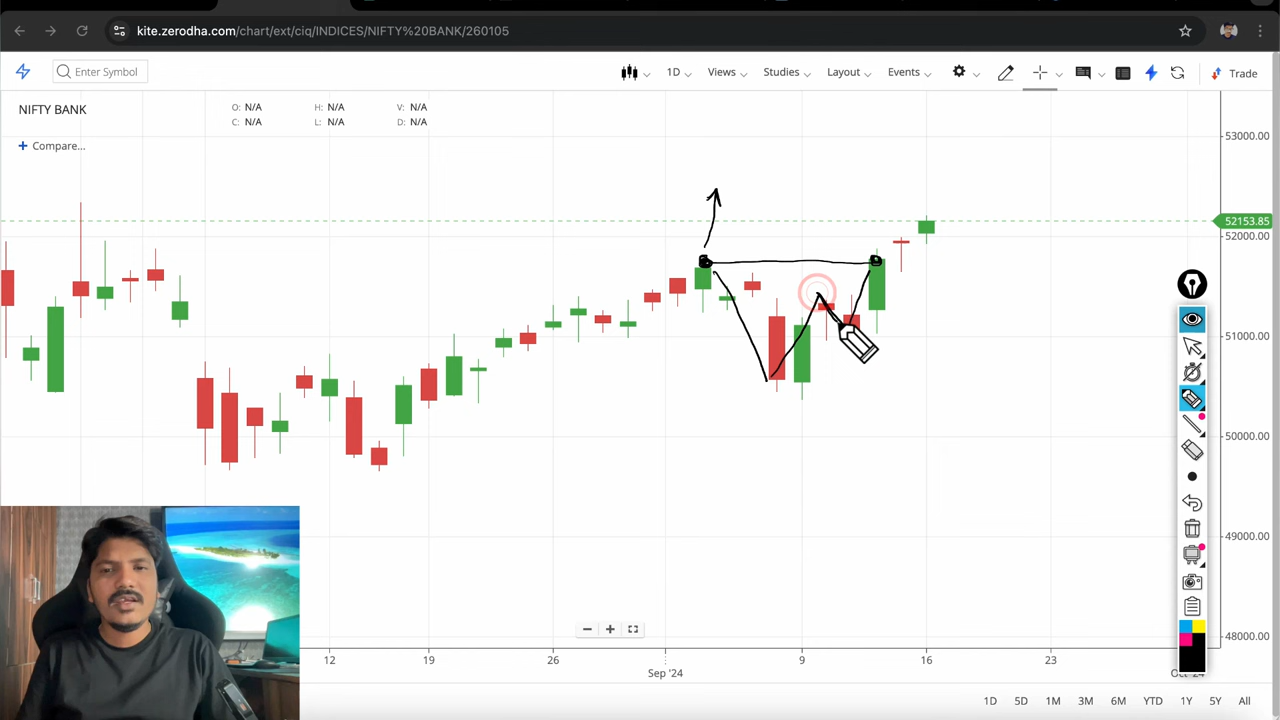 kite.zerodha.com/chart/ext/ciq/INDICES/NIFTY%20BANK/260105
Enter Symbol
1D
Views
Studies
Layout
Events
Trade
NIFTY BANK
O: N/A H: N/A V: N/A
C: N/A L: N/A D: N/A
+ Compare...
53000.00
52153.85
52000.00
51000.00
50000.00
49000.00
48000.00
12 19 26 9 16 23
Sep '24
1D 5D 1M 3M 6M YTD 1Y 5Y All